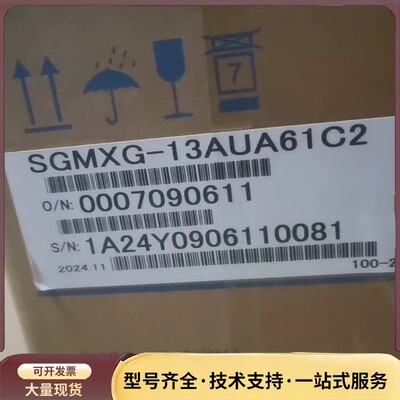 7
SGMXG-13AUA61C2
O/N: 0007090611
S/N: 1A24Y0906110081
2024.11
100-2
可开发票
大量现货
型号齐全·技术支持·一站式服务